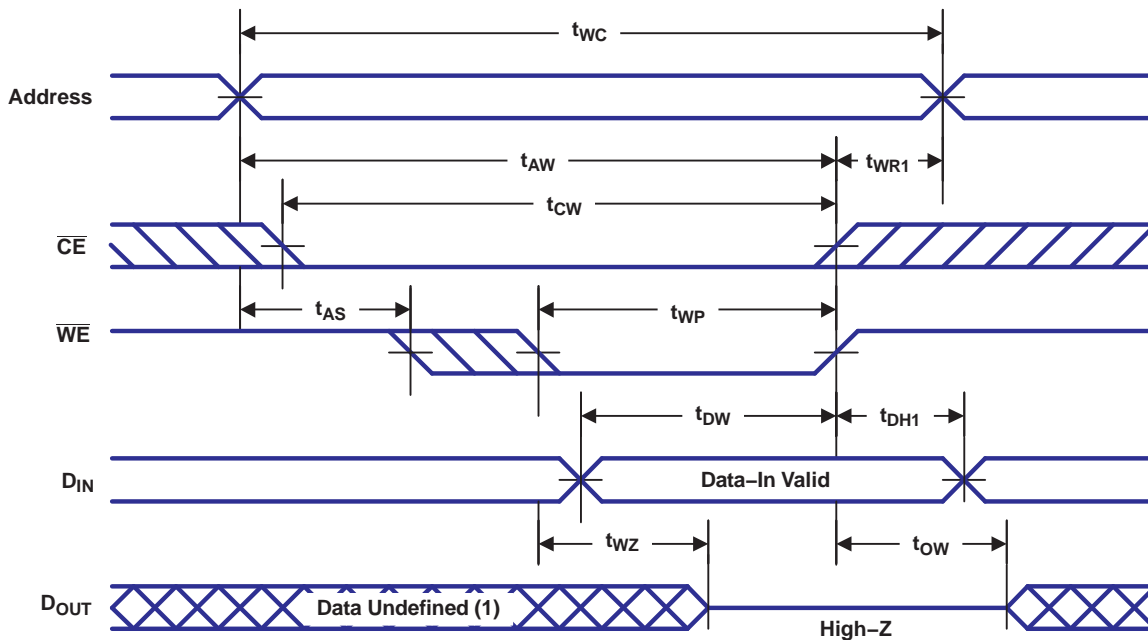 tWC
Address
tAW
tWR1
tCW
CE
tAS
tWP
WE
tDW
tDH1
DIN
Data–In Valid
tWZ
tOW
DOUT
Data Undefined (1)
High–Z